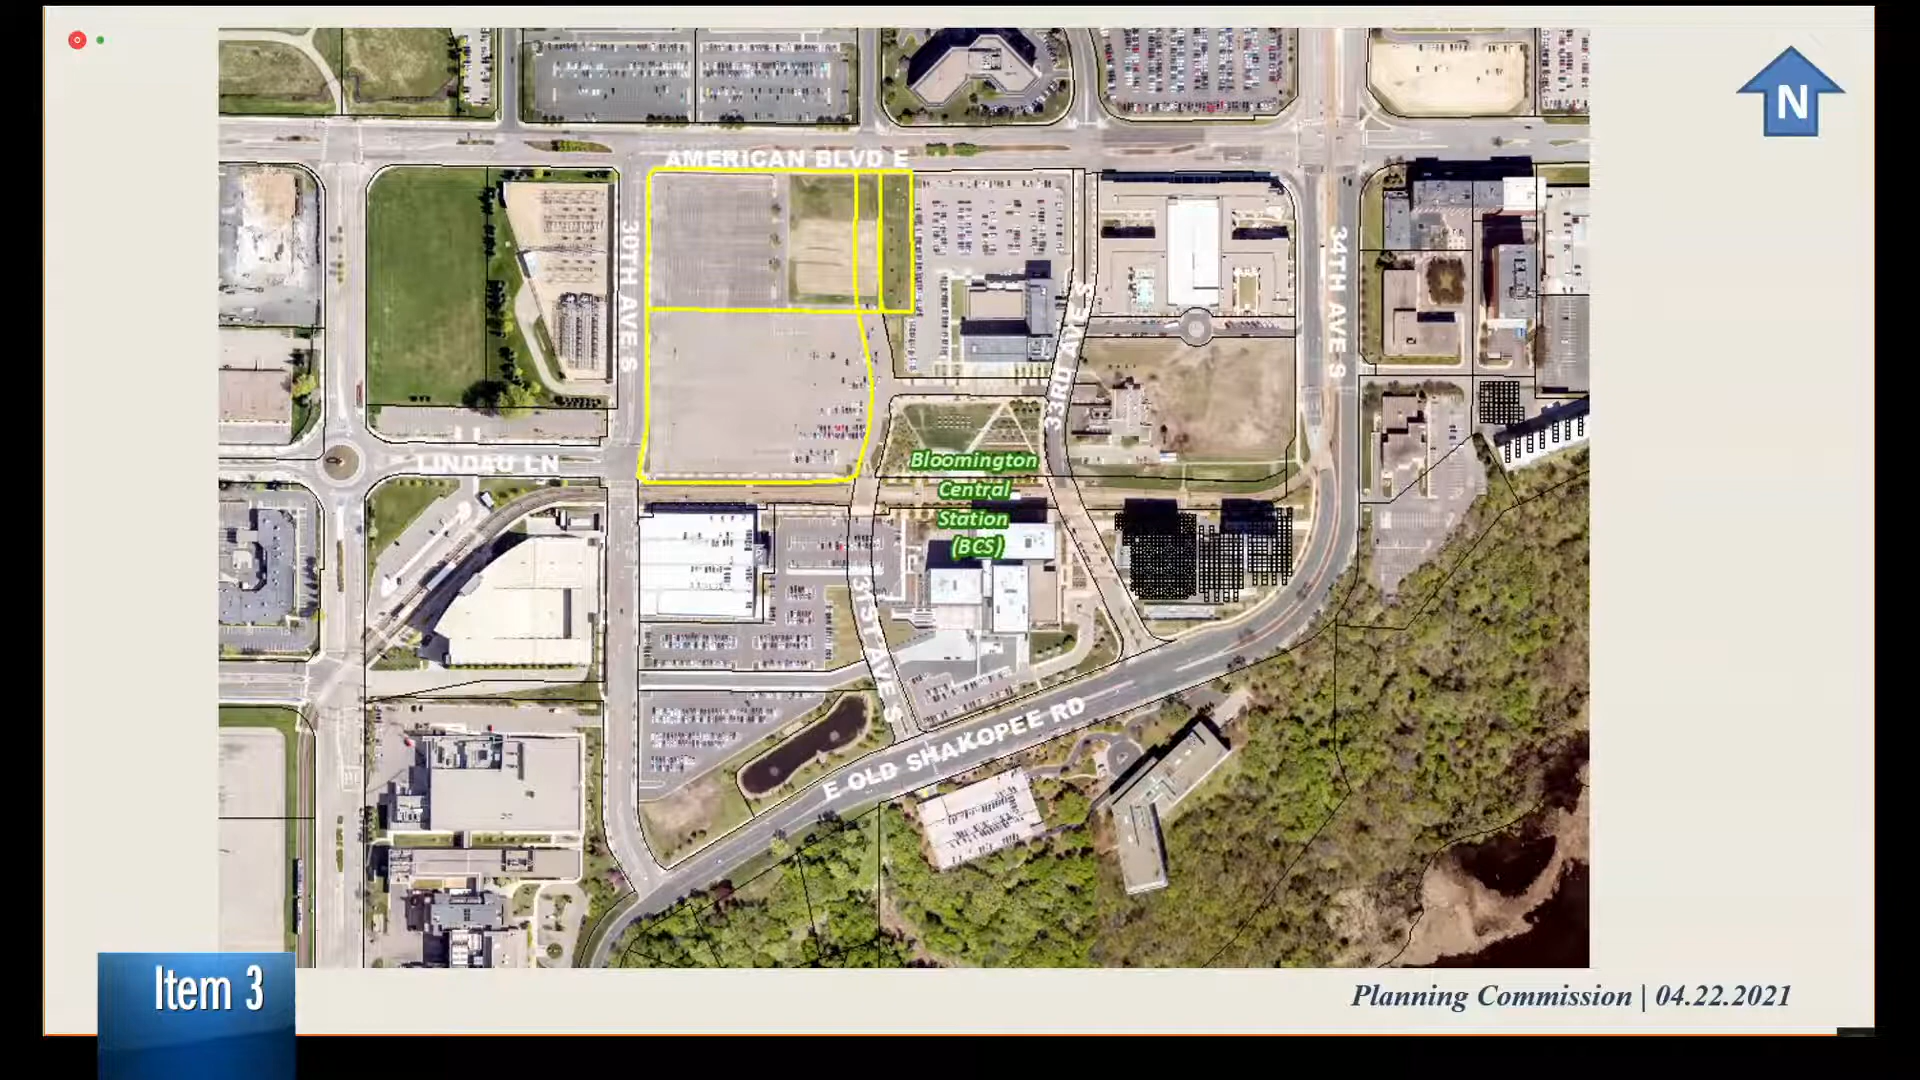 N
AMERICAN BLVD E
30TH AVE S
34TH AVE S
33RD AVE S
LINDAU LN
Bloomington
Central
Station
(BCS)
31ST AVE S
E OLD SHAKOPEE RD
Item 3
Planning Commission | 04.22.2021